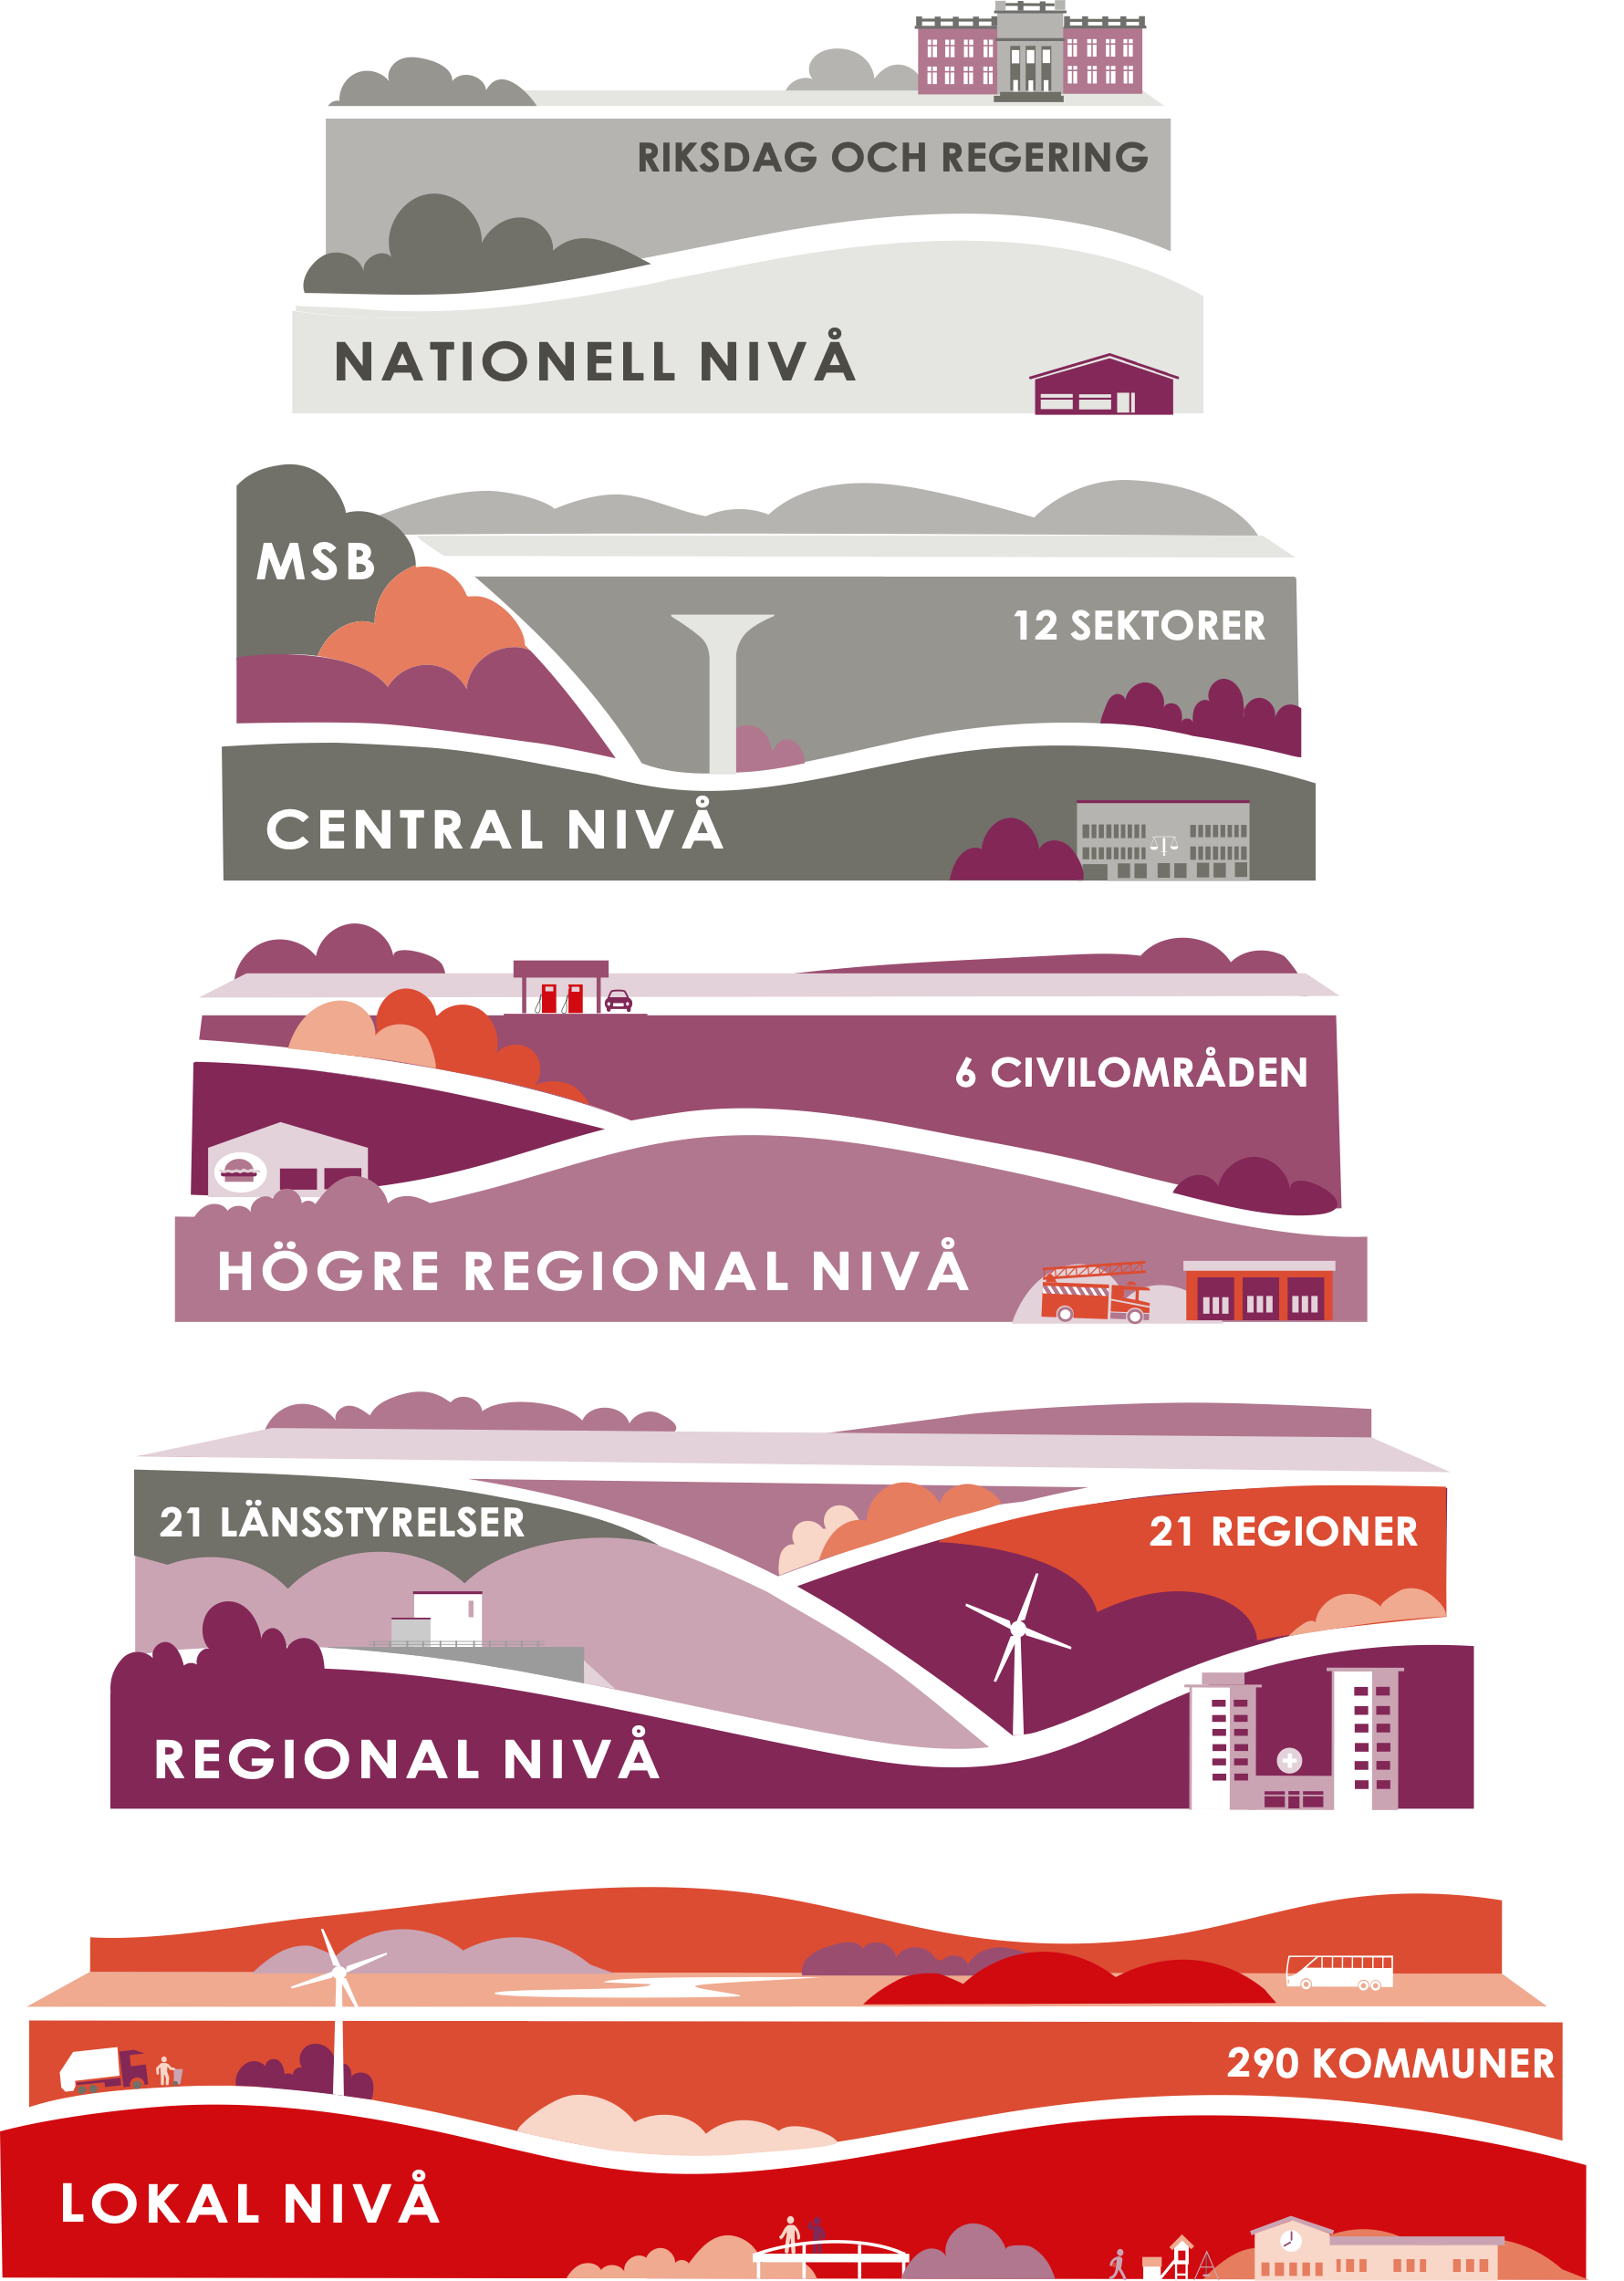 RIKSDAG OCH REGERING
NATIONELL NIVÅ
MSB
12 SEKTORER
CENTRAL NIVÅ
6 CIVILOMRÅDEN
HÖGRE REGIONAL NIVÅ
21 LÄNSSTYRELSER
21 REGIONER
REGIONAL NIVÅ
290 KOMMUNER
LOKAL NIVÅ